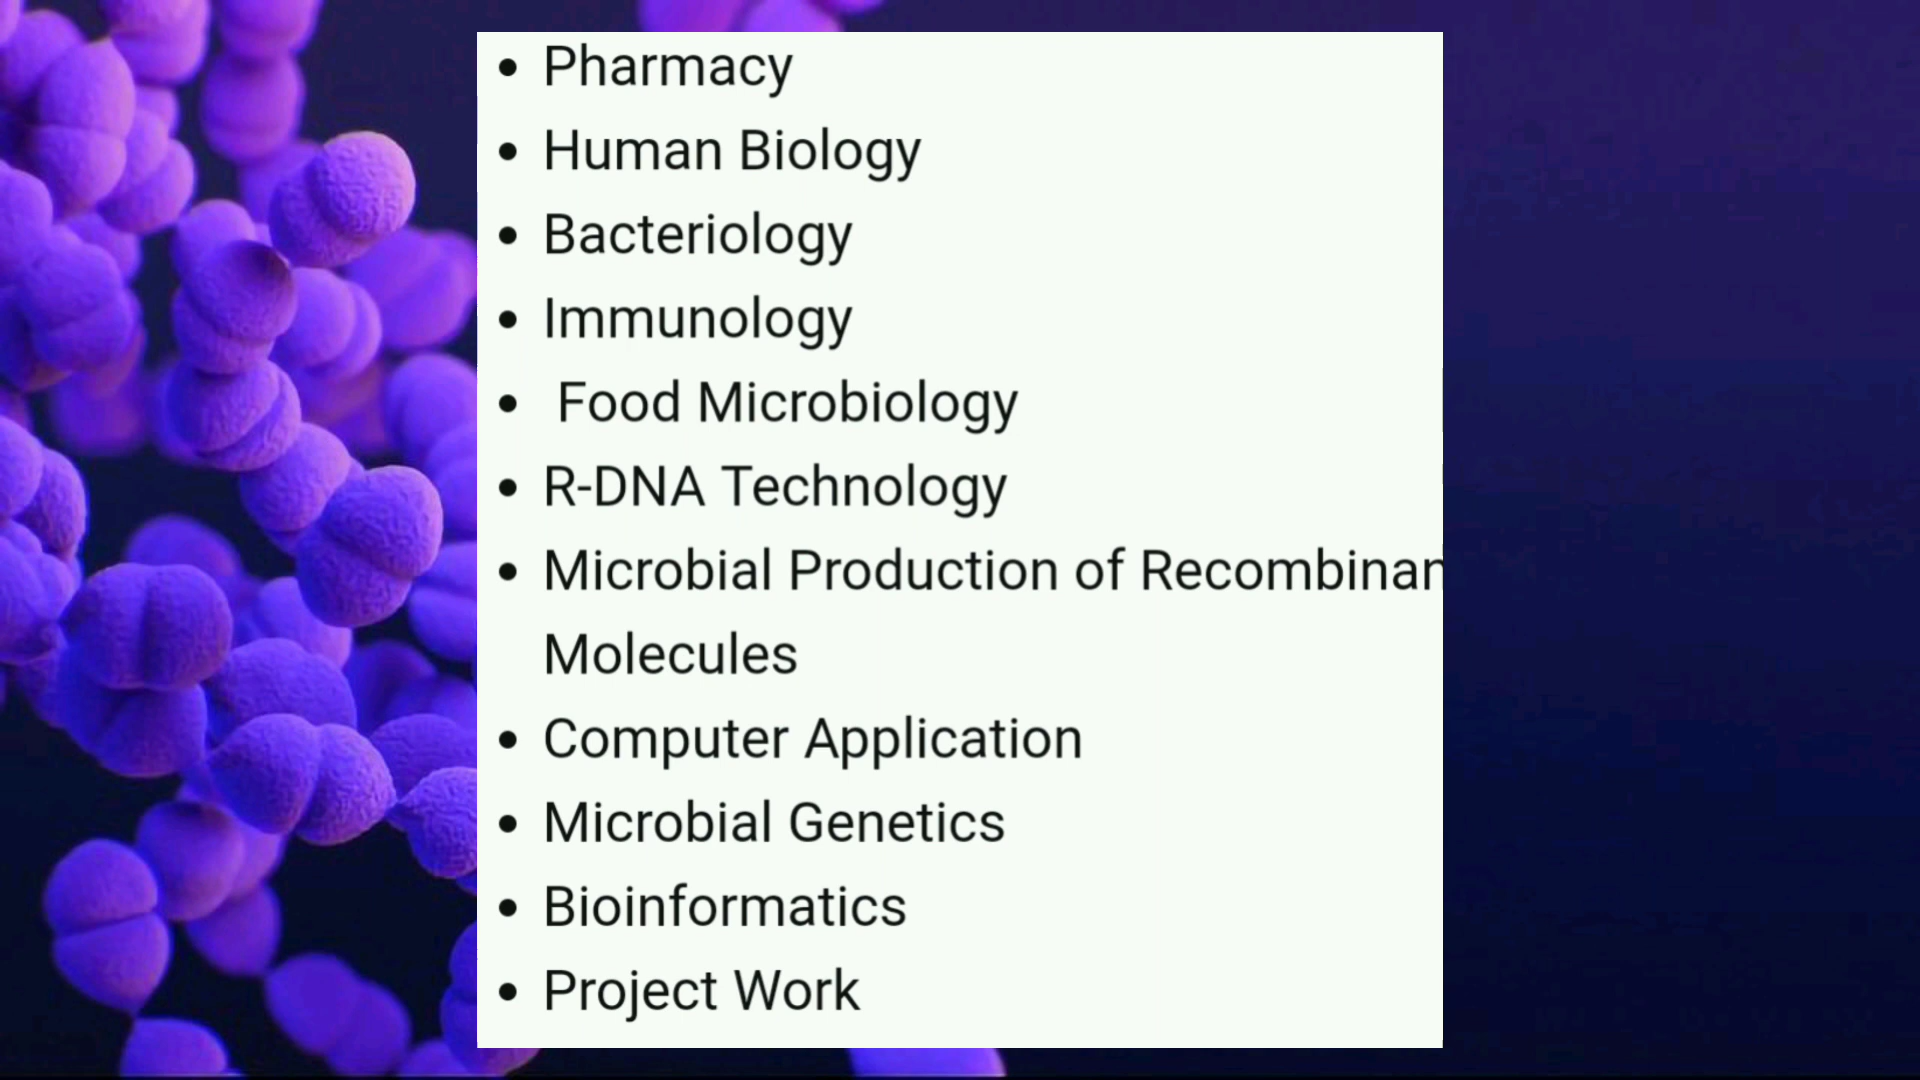 • Pharmacy
• Human Biology
• Bacteriology
• Immunology
• Food Microbiology
• R-DNA Technology
• Microbial Production of Recombinan
Molecules
• Computer Application
• Microbial Genetics
• Bioinformatics
• Project Work